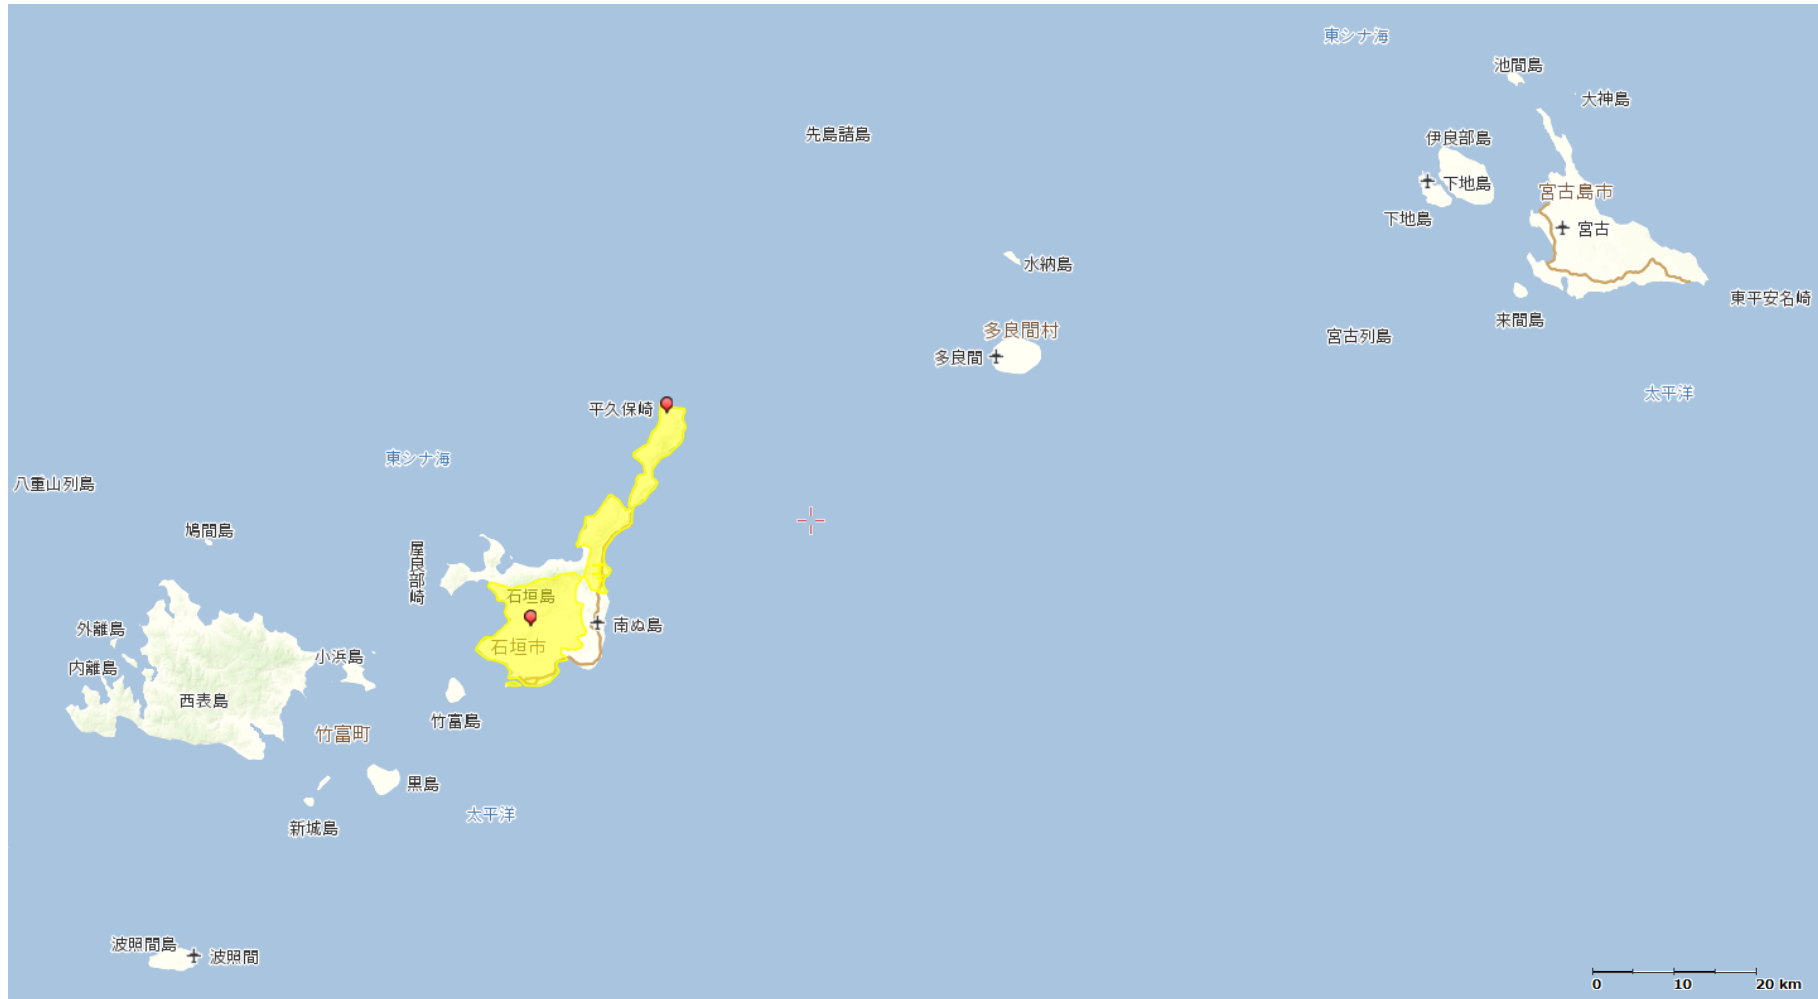 東シナ海
池間島
大神島
先島諸島
伊良部島
下地島
宮古島市
下地島
宮古
水納島
東平安名崎
来間島
多良間村
宮古列島
多良間
太平洋
平久保崎
東シナ海
八重山列島
鳩間島
屋良部崎
石垣島
外離島
南ぬ島
石垣市
小浜島
内離島
西表島
竹富島
竹富町
黒島
太平洋
新城島
波照間島
波照間
0 10 20 km